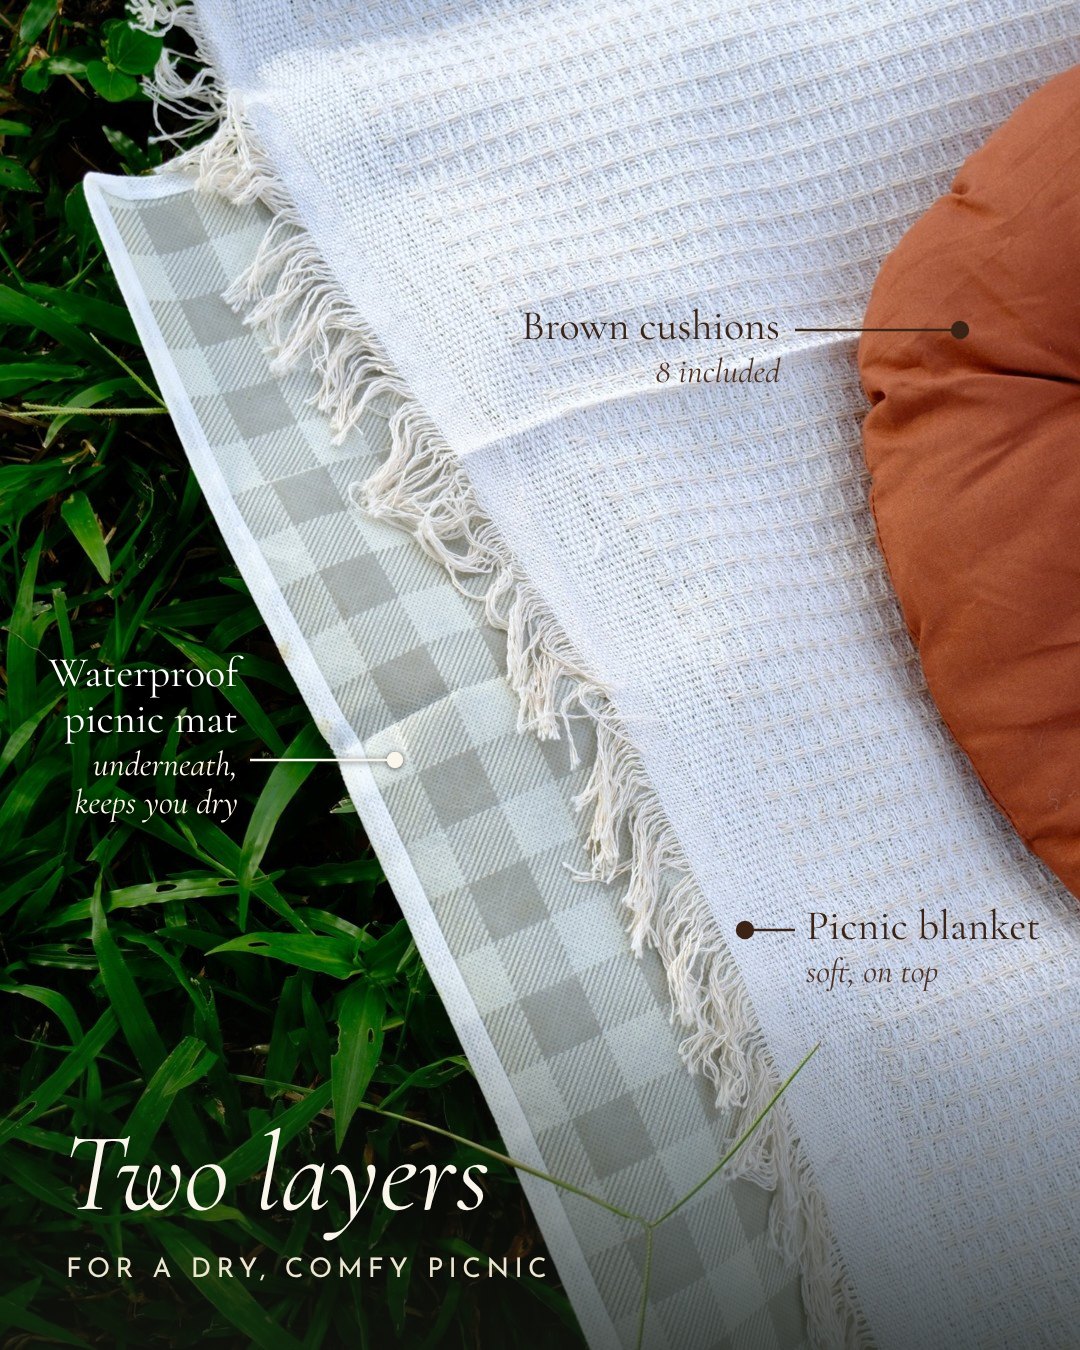 Brown cushions
8 included
Waterproof
picnic mat
underneath,
keeps you dry
Picnic blanket
soft, on top
Two layers
FOR A DRY, COMFY PICNIC